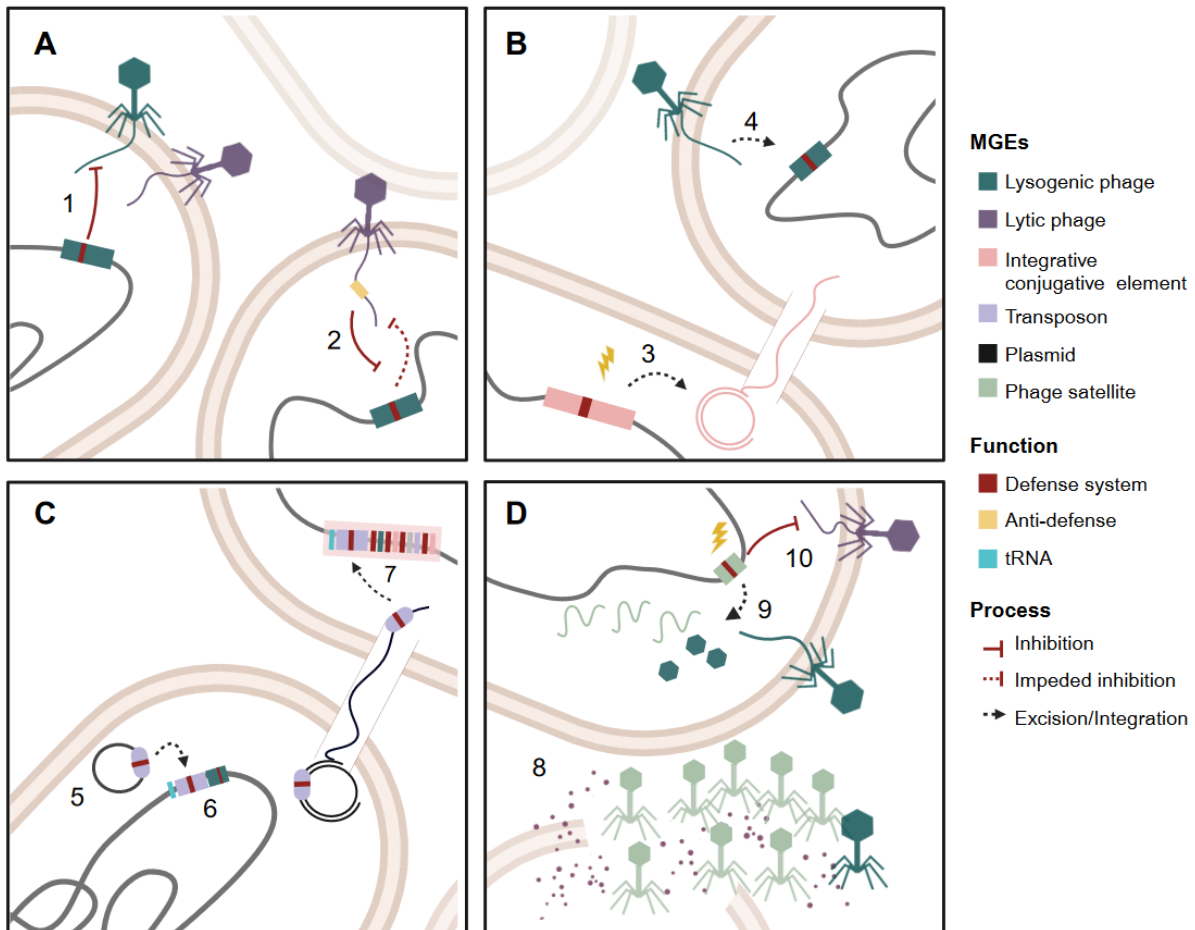 A
1
2
B
4
3
C
7
5
6
D
10
9
8
MGEs
Lysogenic phage
Lytic phage
Integrative
conjugative element
Transposon
Plasmid
Phage satellite
Function
Defense system
Anti-defense
tRNA
Process
Inhibition
Impeded inhibition
Excision/Integration